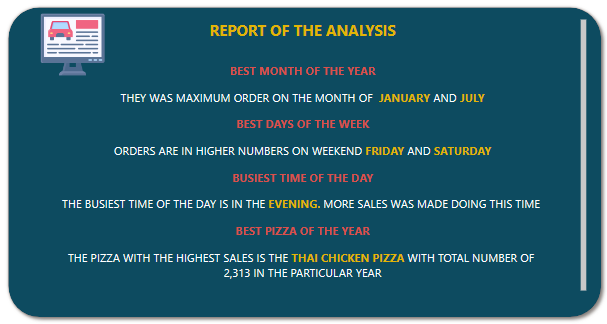 REPORT OF THE ANALYSIS
BEST MONTH OF THE YEAR
THEY WAS MAXIMUM ORDER ON THE MONTH OF JANUARY AND JULY
BEST DAYS OF THE WEEK
ORDERS ARE IN HIGHER NUMBERS ON WEEKEND FRIDAY AND SATURDAY
BUSIEST TIME OF THE DAY
THE BUSIEST TIME OF THE DAY IS IN THE EVENING. MORE SALES WAS MADE DOING THIS TIME
BEST PIZZA OF THE YEAR
THE PIZZA WITH THE HIGHEST SALES IS THE THAI CHICKEN PIZZA WITH TOTAL NUMBER OF
2,313 IN THE PARTICULAR YEAR